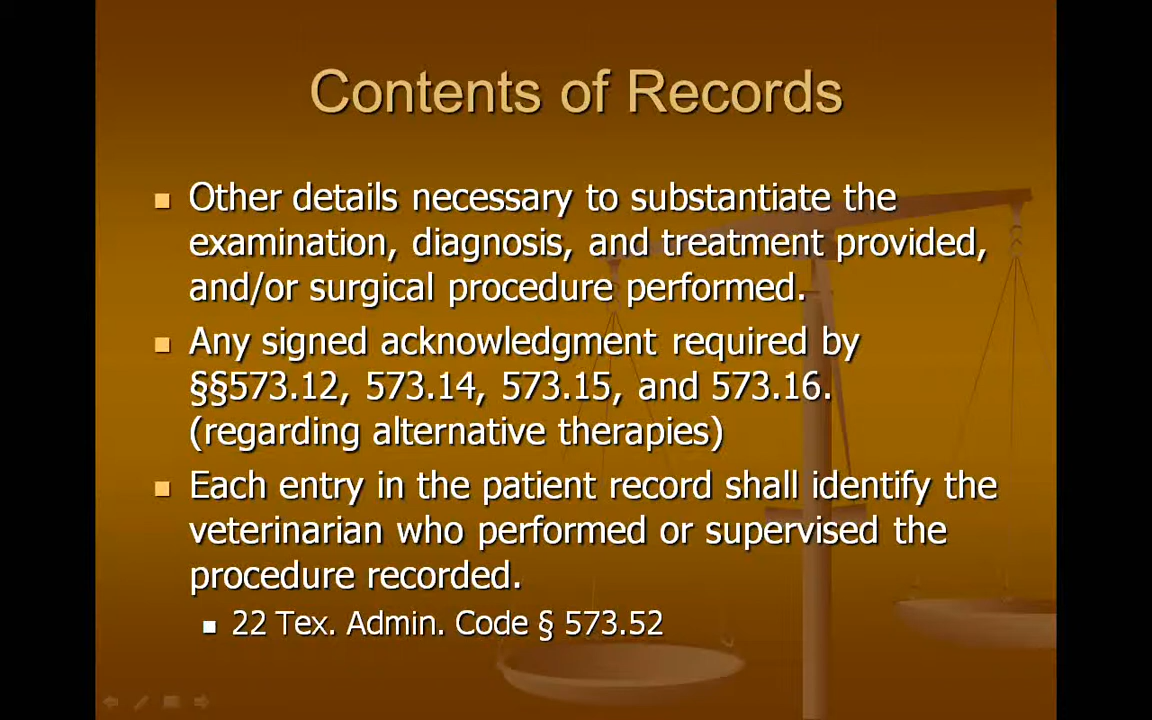 Contents of Records
Other details necessary to substantiate the
examination, diagnosis, and treatment provided,
and/or surgical procedure performed.
Any signed acknowledgment required by
§§573.12, 573.14, 573.15, and 573.16.
(regarding alternative therapies)
Each entry in the patient record shall identify the
veterinarian who performed or supervised the
procedure recorded.
22 Tex. Admin. Code § 573.52